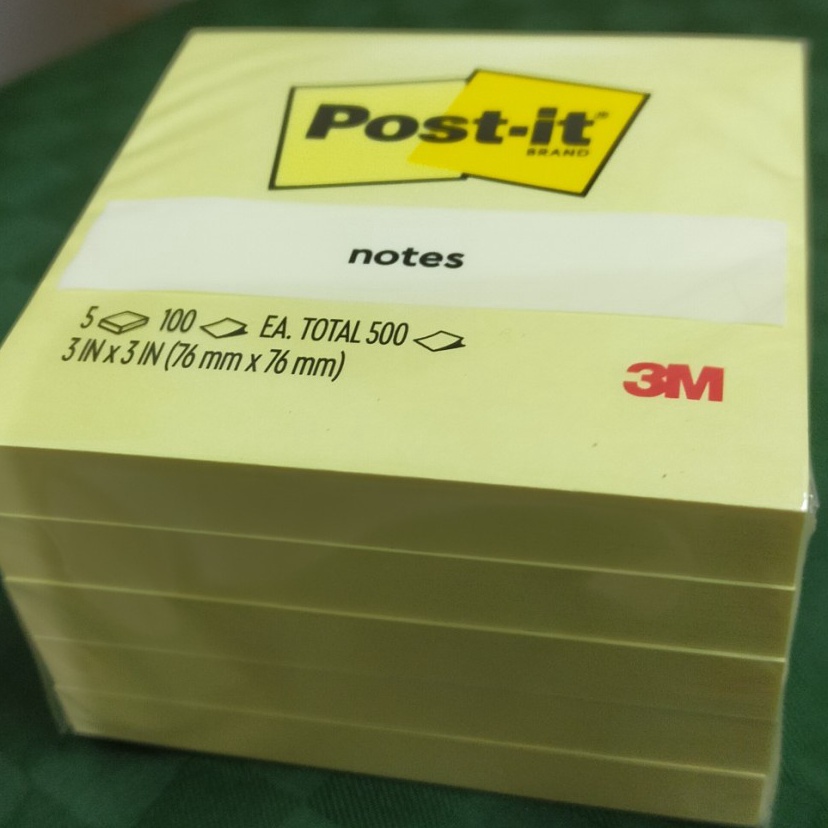 Post-it®
BRAND
notes
5 100 EA. TOTAL 500
3 IN x 3 IN (76 mm x 76 mm)
3M